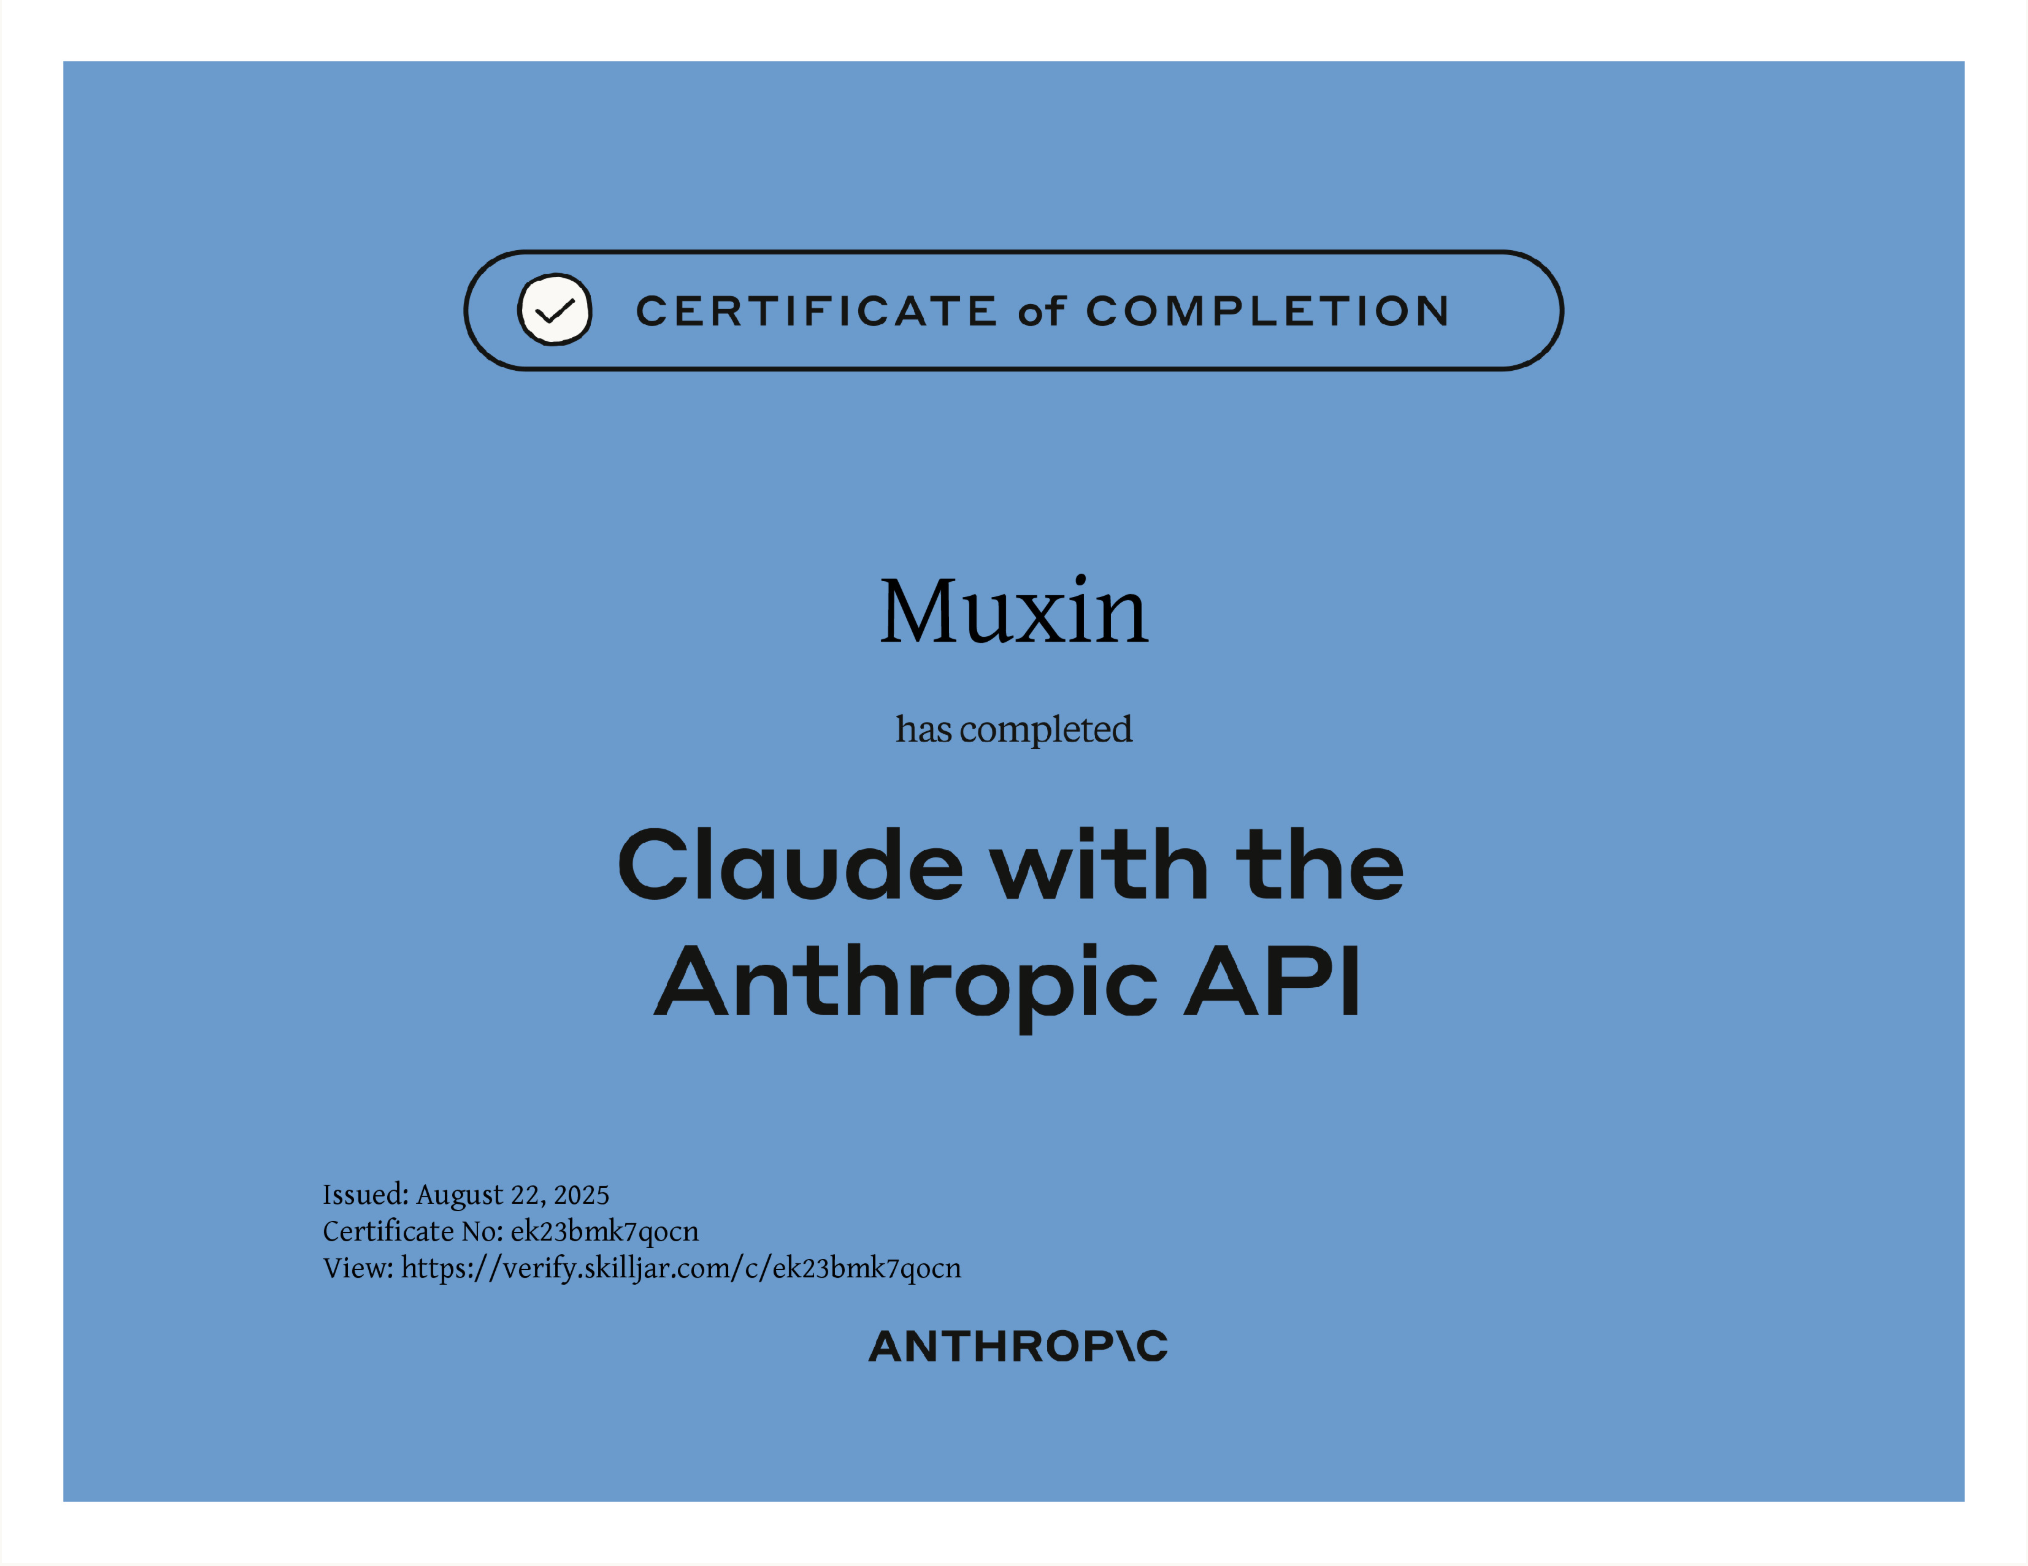 CERTIFICATE of COMPLETION
Muxin
has completed
Claude with the
Anthropic API
Issued: August 22, 2025
Certificate No: ek23bmk7qocn
View: https://verify.skilljar.com/c/ek23bmk7qocn
ANTHROP\C